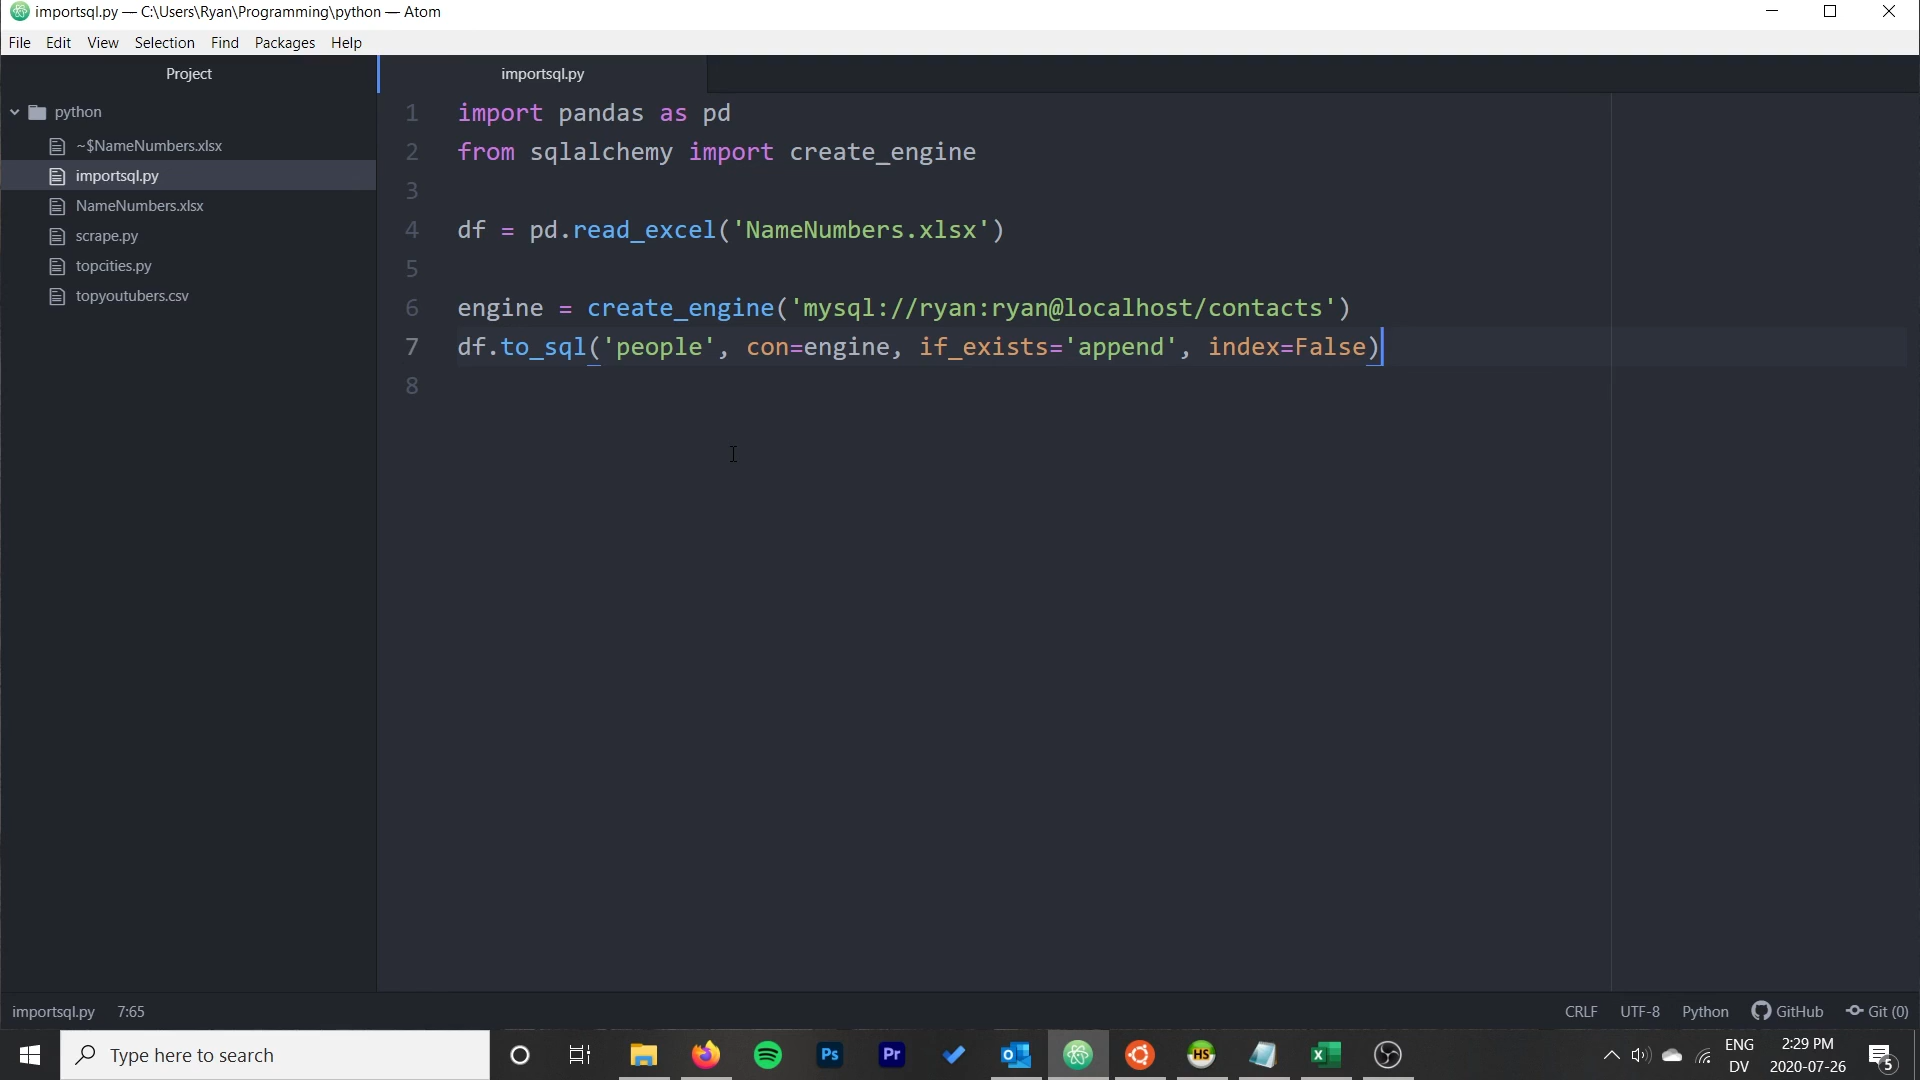 importsql.py — C:\Users\Ryan\Programming\python — Atom
File Edit View Selection Find Packages Help
Project
importsql.py
python
~$NameNumbers.xlsx
importsql.py
NameNumbers.xlsx
scrape.py
topcities.py
topyoutubers.csv
1 import pandas as pd
2 from sqlalchemy import create_engine
3
4 df = pd.read_excel('NameNumbers.xlsx')
5
6 engine = create_engine('mysql://ryan:ryan@localhost/contacts')
7 df.to_sql('people', con=engine, if_exists='append', index=False)
8
importsql.py 7:65
CRLF UTF-8 Python GitHub Git (0)
Type here to search
Ps
Pr
HS
ENG
DV
2:29 PM
2020-07-26
5